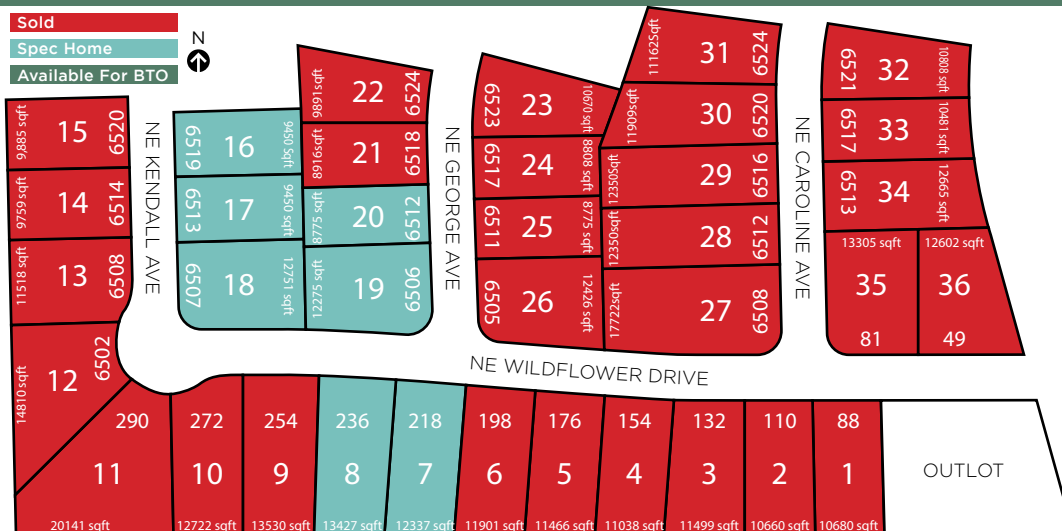 Sold
Spec Home
Available For BTO
N
NE KENDALL AVE
NE GEORGE AVE
NE CAROLINE AVE
NE WILDFLOWER DRIVE
9,885 sqft 15 6520
9759 sqft 14 6514
11518 sqft 13 6508
14810 sqft 12 6502
6519 16 9450 Sqft
6513 17 9450 sqft
6507 18 12751 sqft
9891sqft 22 6524
8916sqft 21 6518
8775 sqft 20 6512
12275 sqft 19 6506
6523 23 10670 sqft
6517 24 8808 sqft
6511 25 8775 sqft
6505 26 12426 sqft
11162Sqft 31 6524
11909sqft 30 6520
12350Sqft 29 6516
12350sqft 28 6512
17722sqft 27 6508
6521 32 10808 sqft
6517 33 10481 sqft
6513 34 12665 sqft
13305 sqft 12602 sqft
35 36
81 49
290 272 254 236 218 198 176 154 132 110 88
11 10 9 8 7 6 5 4 3 2 1 OUTLOT
20141 sqft 12722 sqft 13530 sqft 13427 sqft 12337 sqft 11901 sqft 11466 sqft 11038 sqft 11499 sqft 10660 sqft 10680 sqft